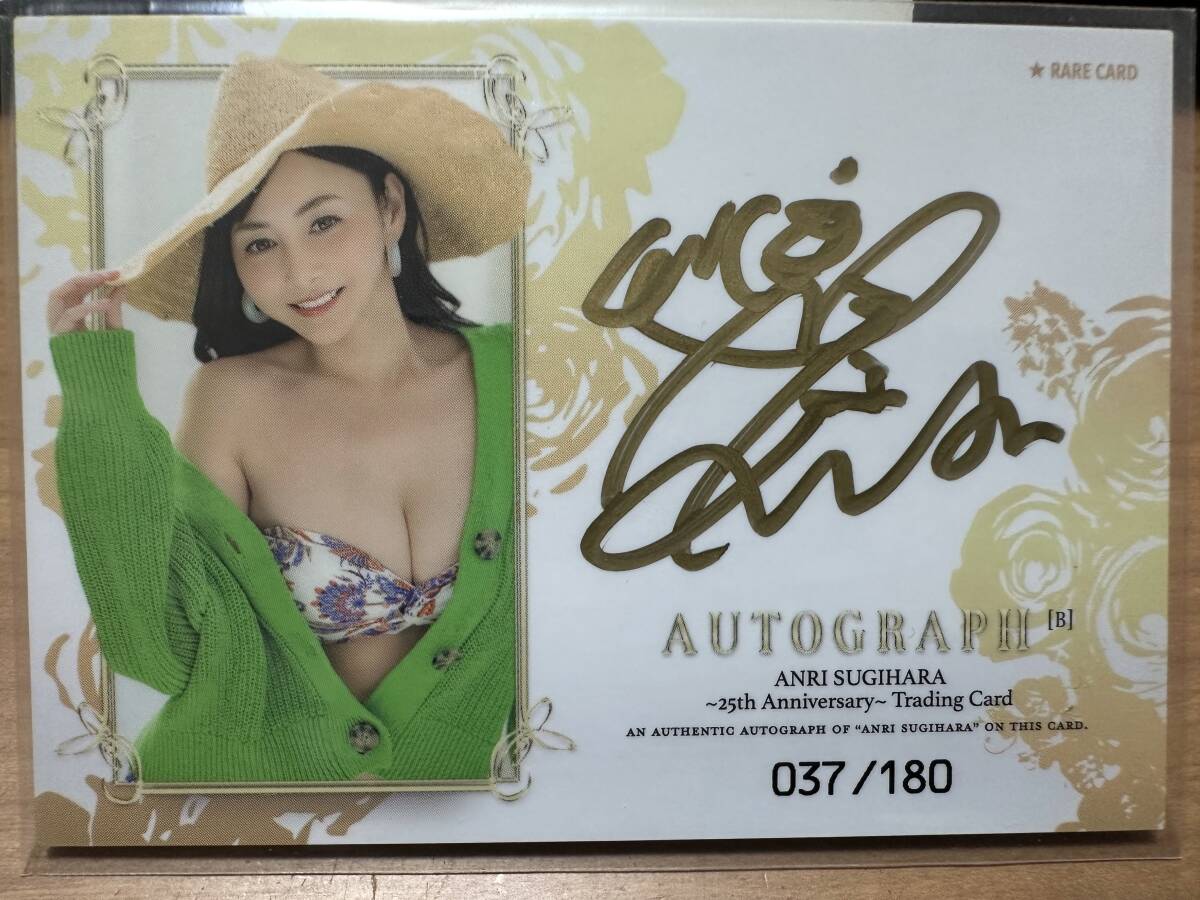 ★ RARE CARD
AUTOGRAPH [B]
ANRI SUGIHARA
~25th Anniversary~ Trading Card
AN AUTHENTIC AUTOGRAPH OF "ANRI SUGIHARA" ON THIS CARD.
037/180